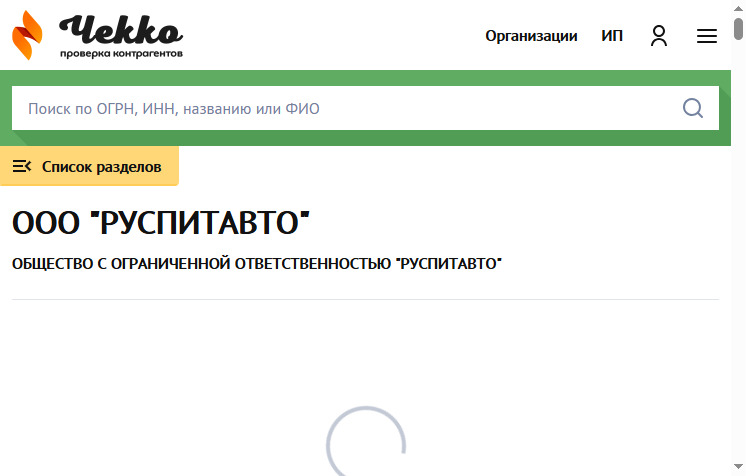 Чекко
проверка контрагентов
Организации ИП
Поиск по ОГРН, ИНН, названию или ФИО
Список разделов
ООО "РУСПИТАВТО"
ОБЩЕСТВО С ОГРАНИЧЕННОЙ ОТВЕТСТВЕННОСТЬЮ "РУСПИТАВТО"